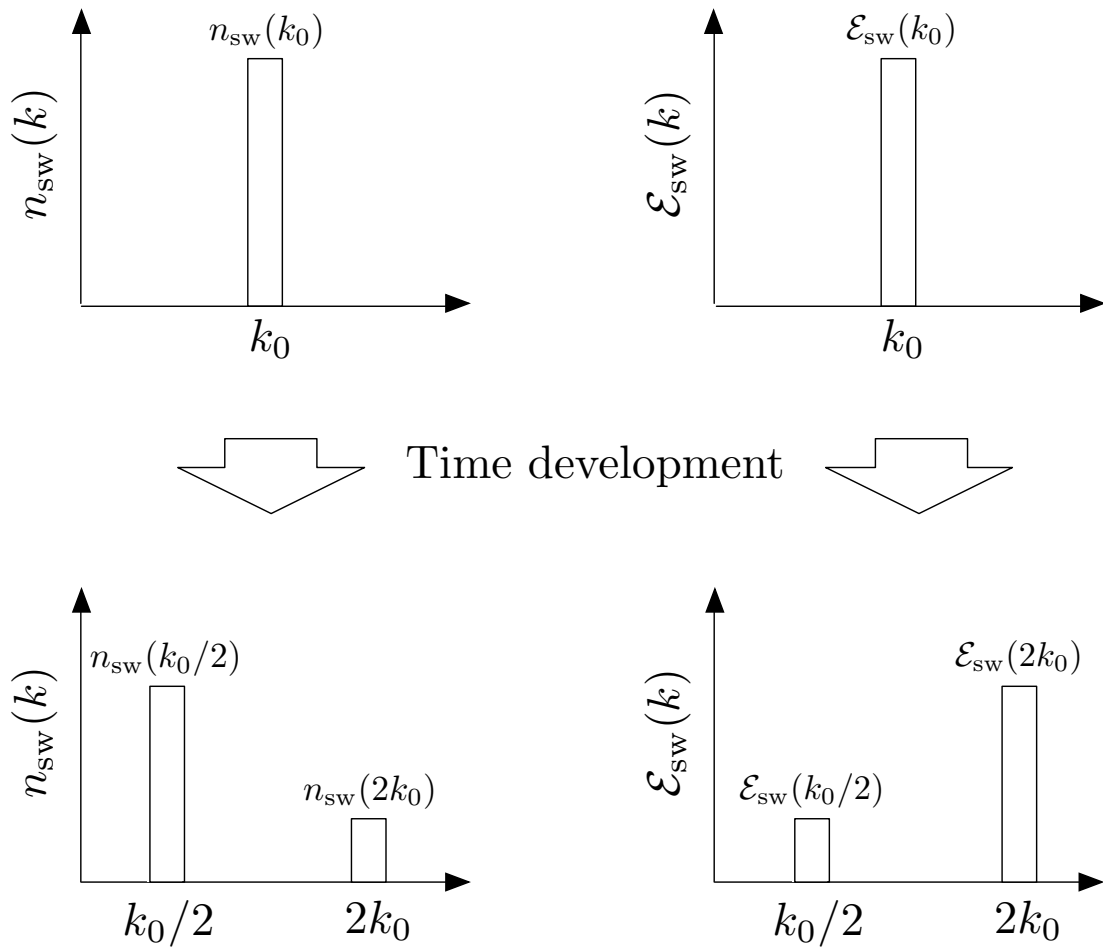 n_sw(k_0)
n_sw(k)
k_0
ℰ_sw(k_0)
ℰ_sw(k)
k_0
Time development
n_sw(k_0/2)
n_sw(2k_0)
n_sw(k)
k_0/2
2k_0
ℰ_sw(2k_0)
ℰ_sw(k_0/2)
ℰ_sw(k)
k_0/2
2k_0